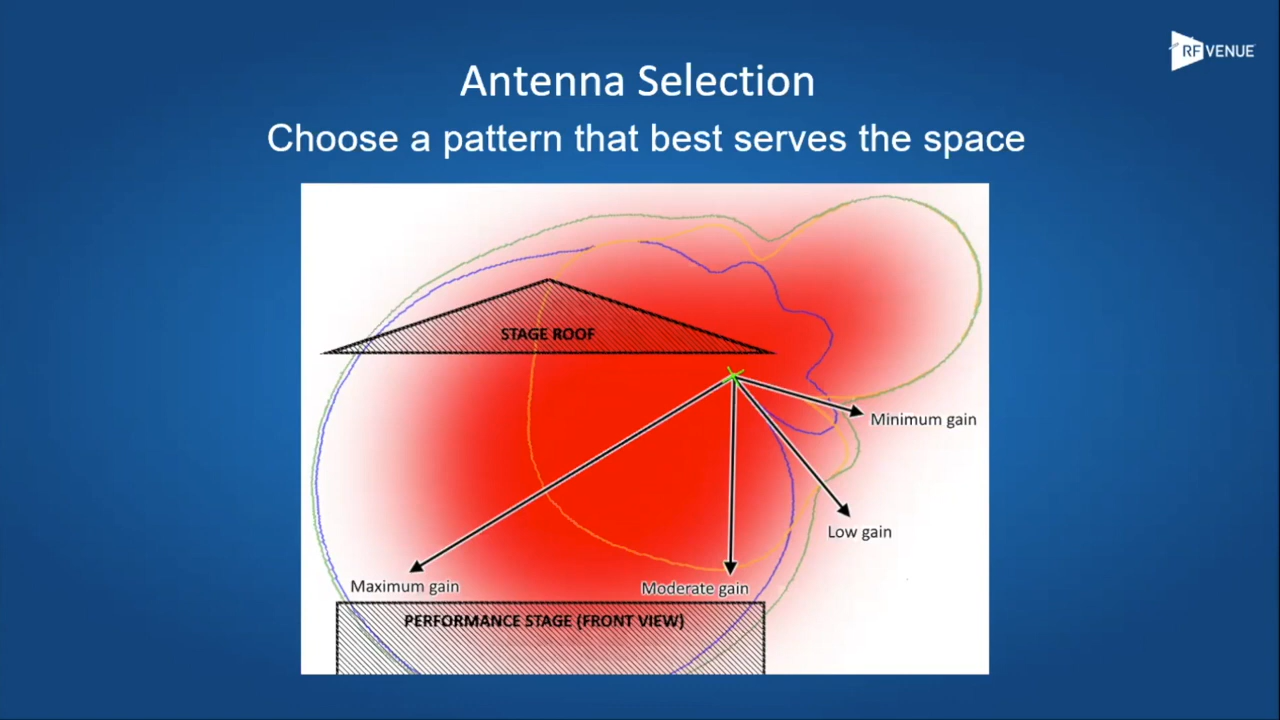 RF VENUE
Antenna Selection
Choose a pattern that best serves the space
STAGE ROOF
Minimum gain
Low gain
Maximum gain
Moderate gain
PERFORMANCE STAGE (FRONT VIEW)